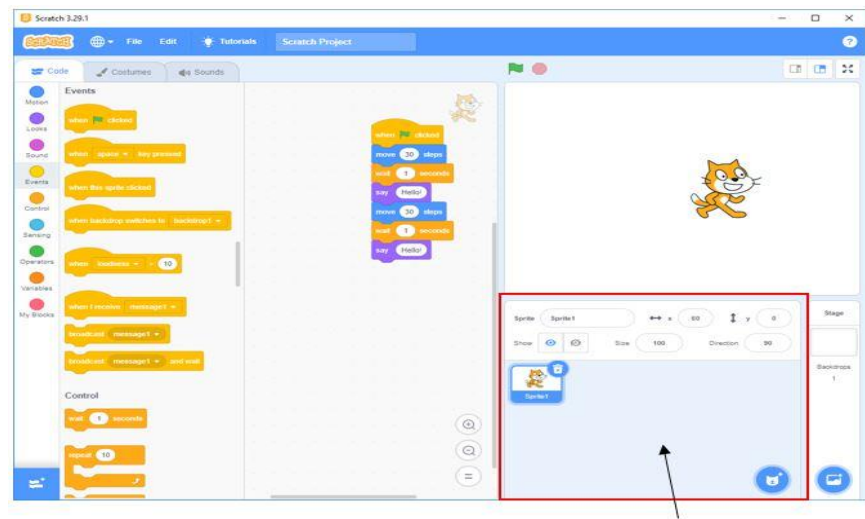 Scratch 3.29.1
SCRATCH File Edit Tutorials Scratch Project
Code Costumes Sounds
Motion
Looks
Sound
Events
Control
Sensing
Operators
Variables
My Blocks
Events
when clicked
when space key pressed
when this sprite clicked
when backdrop switches to backdrop1
when loudness > 10
when I receive message1
broadcast message1
broadcast message1 and wait
Control
wait 1 seconds
repeat 10
when clicked
move 30 steps
wait 1 seconds
say Hello!
move 30 steps
wait 1 seconds
say Hello!
Sprite Sprite1 x 60 y 0
Show Size 100 Direction 90
Sprite1
Stage
Backdrops
1